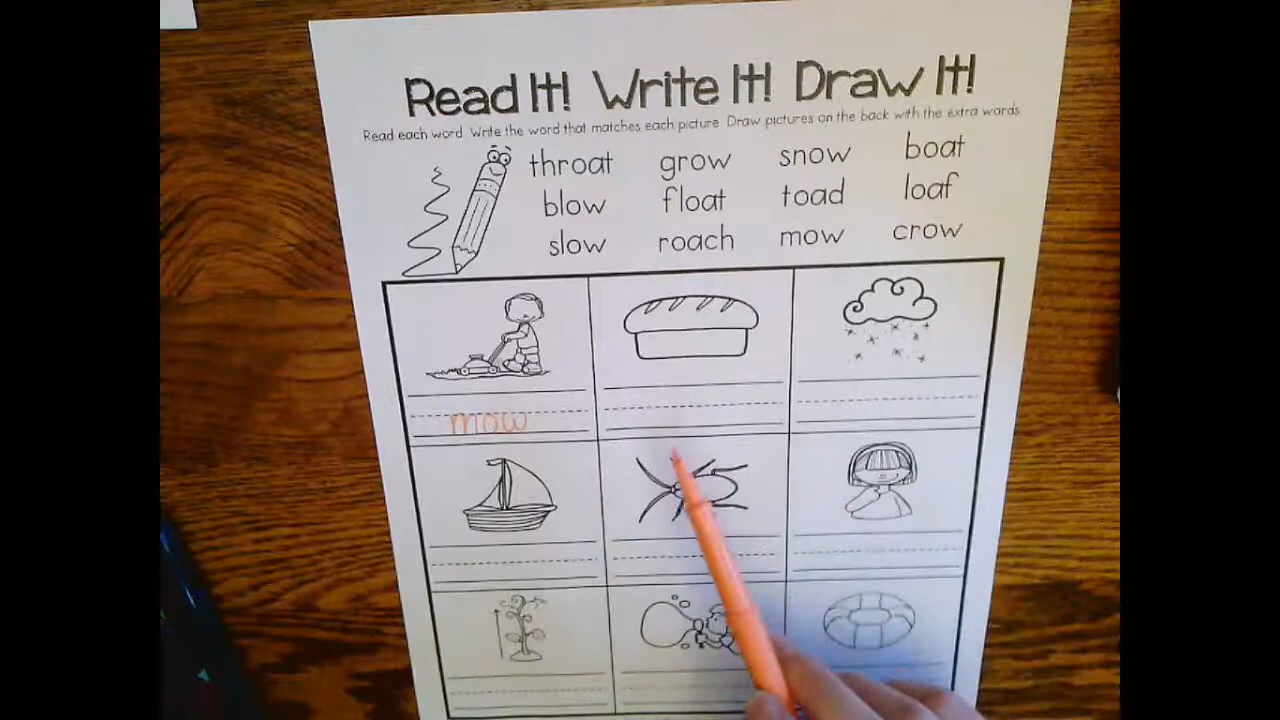 Read It! Write It! Draw It!
Read each word. Write the word that matches each picture. Draw pictures on the back with the extra words
throat grow snow boat
blow float toad loaf
slow roach mow crow
mow